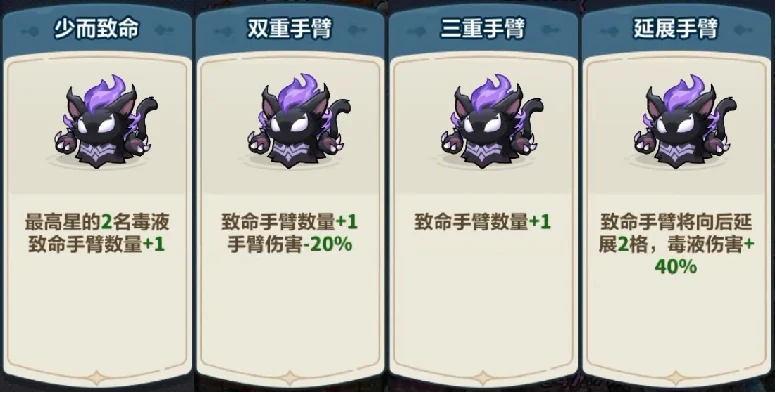 少而致命
最高星的2名毒液
致命手臂数量+1
双重手臂
致命手臂数量+1
手臂伤害-20%
三重手臂
致命手臂数量+1
延展手臂
致命手臂将向后延
展2格，毒液伤害+
40%